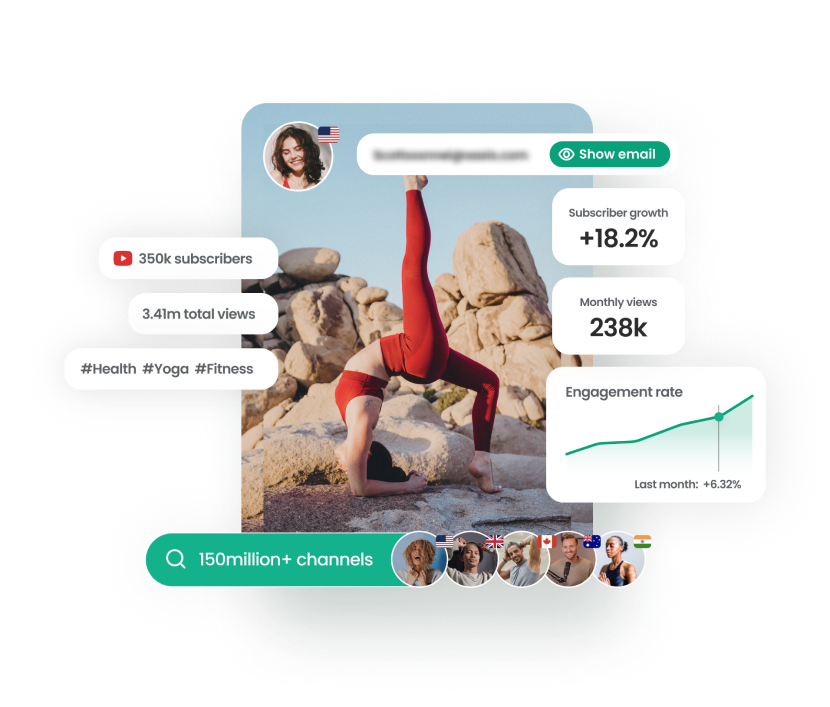 Show email
Subscriber growth
+18.2%
350k subscribers
Monthly views
238k
3.41m total views
#Health #Yoga #Fitness
Engagement rate
Last month: +6.32%
150million+ channels